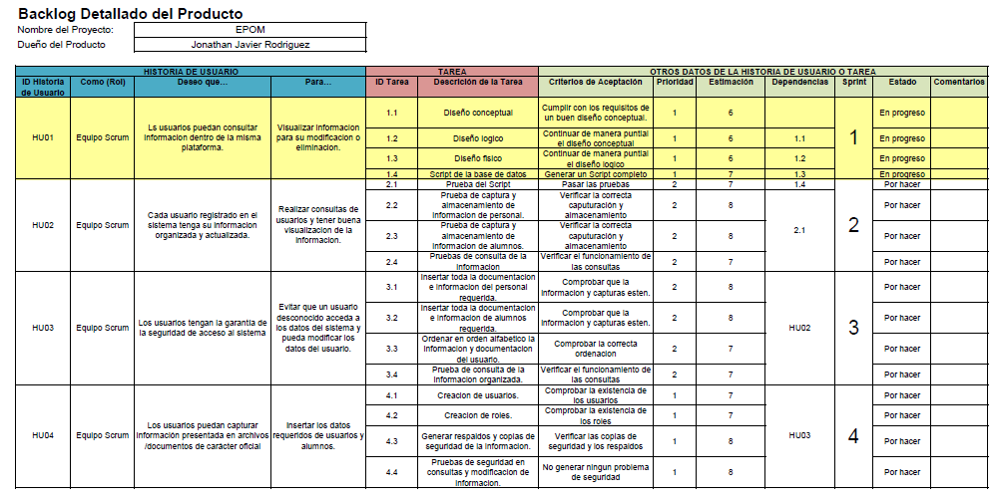 Backlog Detallado del Producto
Nombre del Proyecto: EPOM
Dueño del Producto Jonathan Javier Rodriguez
HISTORIA DE USUARIO TAREA OTROS DATOS DE LA HISTORIA DE USUARIO O TAREA
ID Historia de Usuario Como (Rol) Deseo que... Para... ID Tarea Descrición de la Tarea Criterios de Aceptación Prioridad Estimación Dependencias Sprint Estado Comentarios
HU01 Equipo Scrum
Ls usuarios puedan consultar
informacion dentro de la misma
plataforma.
Visualizar informacion
para su modificacion o
eliminacion.
1.1 Diseño conceptual
Cumplir con los requisitos de
un buen diseño conceptual.
1 6 En progreso
1.2 Diseño logico
Continuar de manera puntial
el diseño conceptual
1 6 1.1 En progreso
1.3 Diseño fisico
Continuar de manera puntial
el diseño logico
1 6 1.2 En progreso
1.4 Script de la base de datos Generar un Script completo 1 7 1.3 En progreso
1
HU02 Equipo Scrum
Cada usuario registrado en el
sistema tenga su informacion
organizada y actualizada.
Realizar consultas de
usuarios y tener buena
visualizacion de la
informacion.
2.1 Prueba del Script Pasar las pruebas 2 7 1.4 Por hacer
2.2
Prueba de captura y
almacenamiento de
informacion de personal.
Verificar la correcta
caputuración y
almacenamiento
2 8 Por hacer
2.3
Prueba de captura y
almacenamiento de
informacion de alumnos.
Verificar la correcta
caputuración y
almacenamiento
2 8 Por hacer
2.4
Pruebas de consulta de la
informacion
Verificar el funcionamiento de
las consultas
2 7 Por hacer
2.1
2
HU03 Equipo Scrum
Los usuarios tengan la garantia de
la seguridad de acceso al sistema
Evitar que un usuario
desconocido acceda a
los datos del sistema y
pueda modificar los
datos del usuario.
3.1
Insertar toda la documentacion
e informacion del personal
requerida.
Comprobar que la
informacion y capturas esten.
2 8 Por hacer
3.2
Insertar toda la documentacion
e informacion de alumnos
requerida.
Comprobar que la
informacion y capturas esten.
2 8 Por hacer
3.3
Ordenar en orden alfabetico la
informacion y documentacion
del usuario.
Comprobar la correcta
ordenacion
2 7 Por hacer
3.4
Prueba de consulta de la
informacion organizada.
Verificar el funcionamiento de
las consultas
2 7 Por hacer
HU02
3
HU04 Equipo Scrum
Los usuarios puedan capturar
información presentada en archivos
/documentos de carácter oficial
Insertar los datos
requeridos de usuarios y
alumnos.
4.1 Creacion de usuarios.
Comprobar la existencia de
los usuarios
1 7 Por hacer
4.2 Creacion de roles.
Comprobar la existencia de
los roles
1 7 Por hacer
4.3
Generar respaldos y copias de
seguridad de la informacion.
Verificar las copias de
seguridad y los respaldos
1 8 Por hacer
4.4
Pruebas de seguridad en
consultas y modificacion de
informacion.
No generar ningun problema
de seguridad
1 8 Por hacer
HU03
4